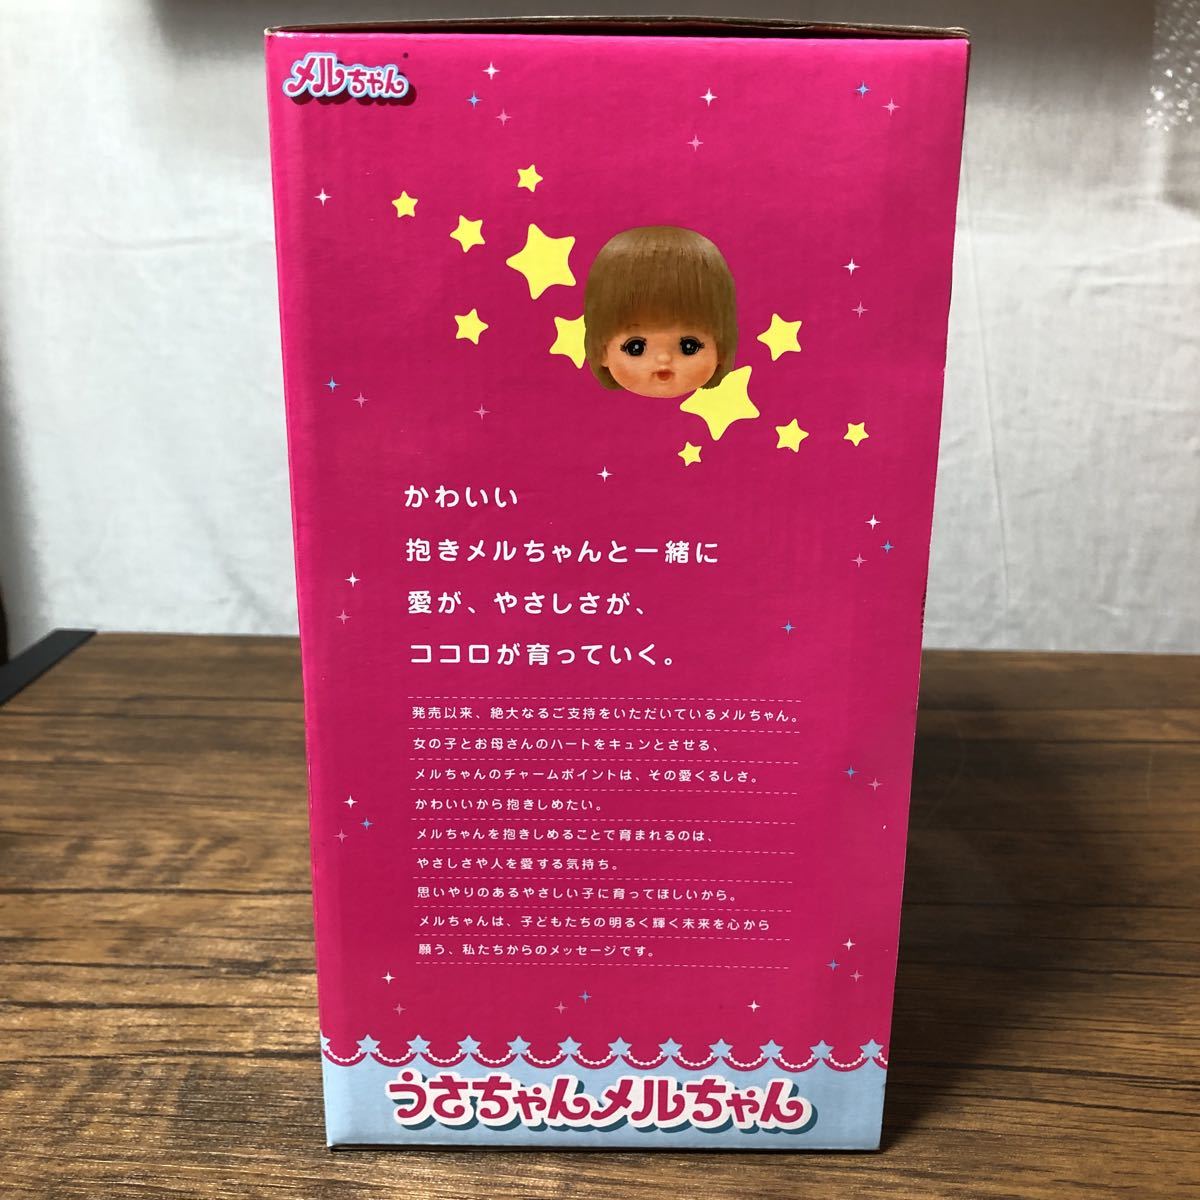 メルちゃん
かわいい
抱きメルちゃんと一緒に
愛が、やさしさが、
ココロが育っていく。
発売以来、絶大なるご支持をいただいているメルちゃん。
女の子とお母さんのハートをキュンとさせる、
メルちゃんのチャームポイントは、その愛くるしさ。
かわいいから抱きしめたい。
メルちゃんを抱きしめることで育まれるのは、
やさしさや人を愛する気持ち。
思いやりのあるやさしい子に育ってほしいから。
メルちゃんは、子どもたちの明るく輝く未来を心から
願う、私たちからのメッセージです。
うさちゃんメルちゃん